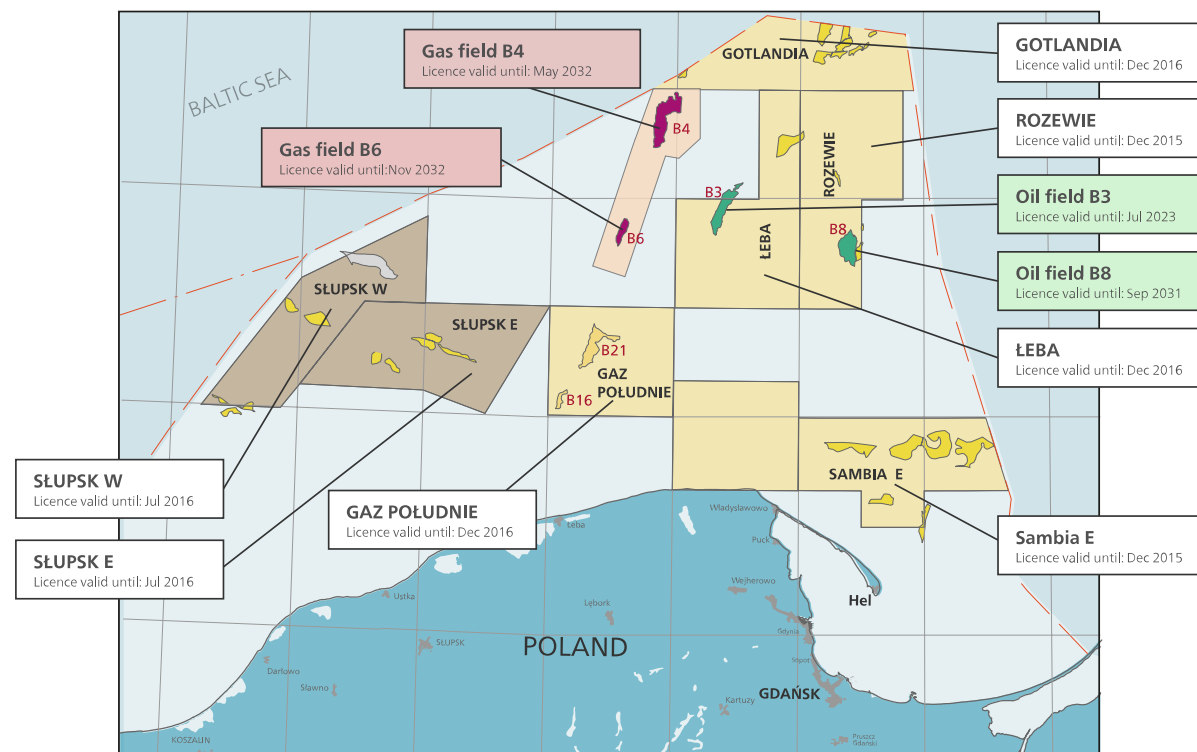 Gas field B4
Licence valid until: May 2032
GOTLANDIA
GOTLANDIA
Licence valid until: Dec 2016
BALTIC SEA
B4
ROZEWIE
ROZEWIE
Licence valid until: Dec 2015
Gas field B6
Licence valid until:Nov 2032
B3
Oil field B3
Licence valid until: Jul 2023
B6
ŁEBA
B8
Oil field B8
Licence valid until: Sep 2031
SŁUPSK W
SŁUPSK E
B21
GAZ
POŁUDNIE
B16
ŁEBA
Licence valid until: Dec 2016
SŁUPSK W
Licence valid until: Jul 2016
GAZ POŁUDNIE
Licence valid until: Dec 2016
SAMBIA E
Sambia E
Licence valid until: Dec 2015
SŁUPSK E
Licence valid until: Jul 2016
Łeba
Władysławowo
Puck
Wejherowo
Hel
Ustka
Lębork
Gdynia
SŁUPSK
POLAND
Sopot
Darłowo
Sławno
GDAŃSK
Kartuzy
KOSZALIN
Pruszcz
Gdański